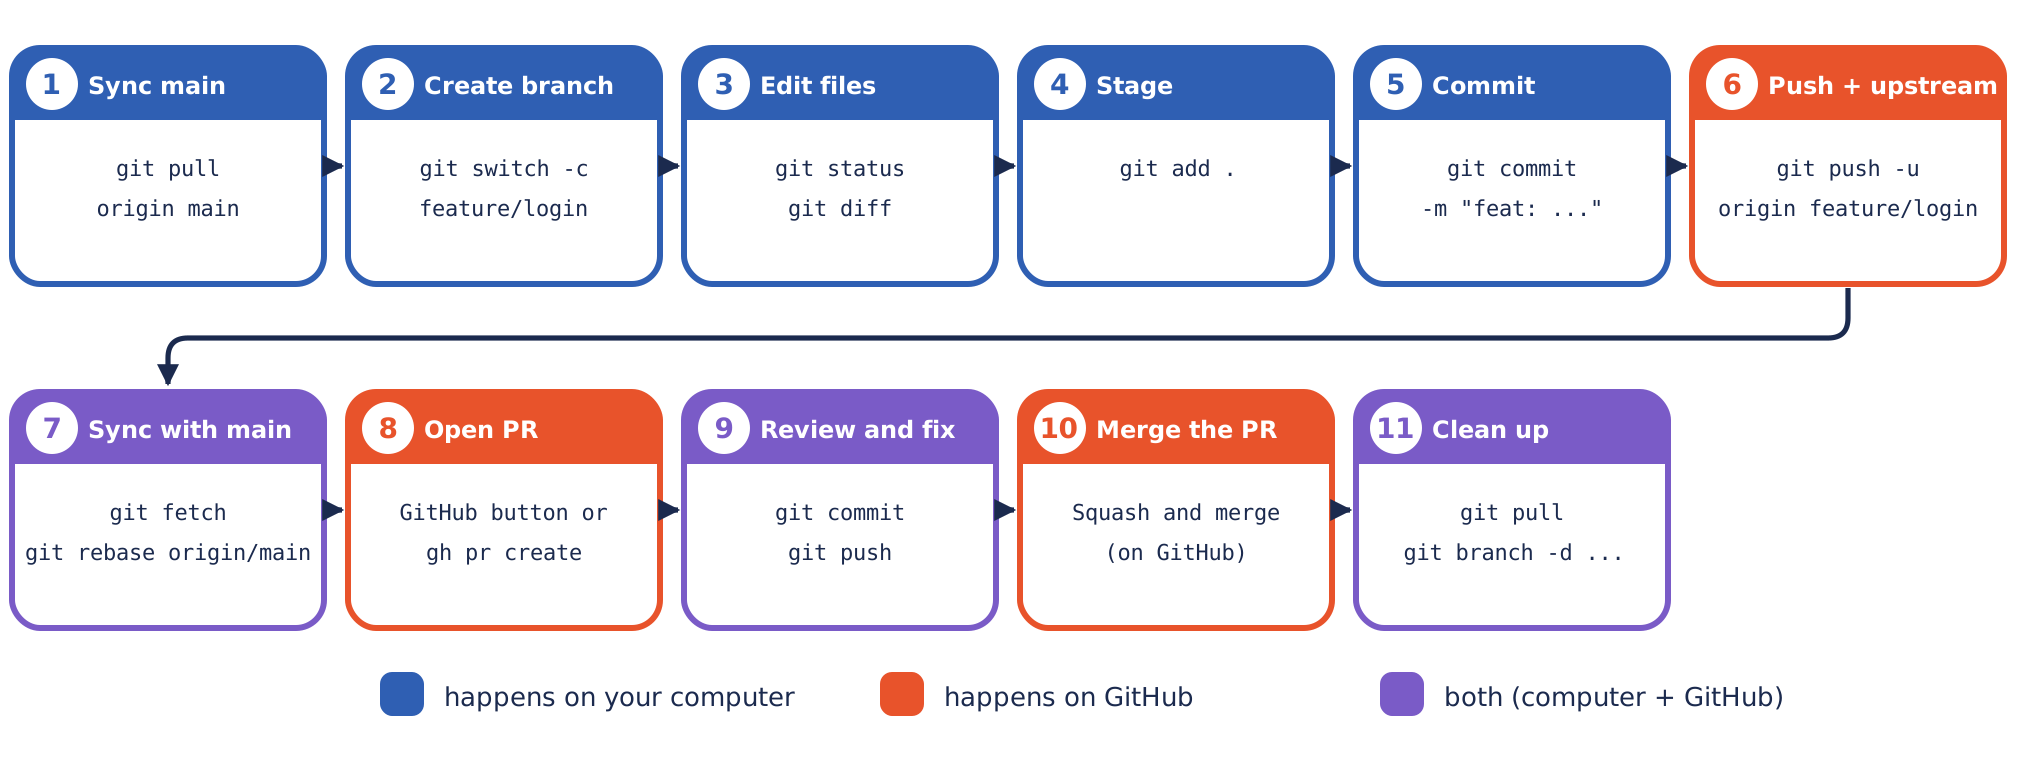 1 Sync main
git pull
origin main
2 Create branch
git switch -c
feature/login
3 Edit files
git status
git diff
4 Stage
git add .
5 Commit
git commit
-m "feat: ..."
6 Push + upstream
git push -u
origin feature/login
7 Sync with main
git fetch
git rebase origin/main
8 Open PR
GitHub button or
gh pr create
9 Review and fix
git commit
git push
10 Merge the PR
Squash and merge
(on GitHub)
11 Clean up
git pull
git branch -d ...
happens on your computer
happens on GitHub
both (computer + GitHub)